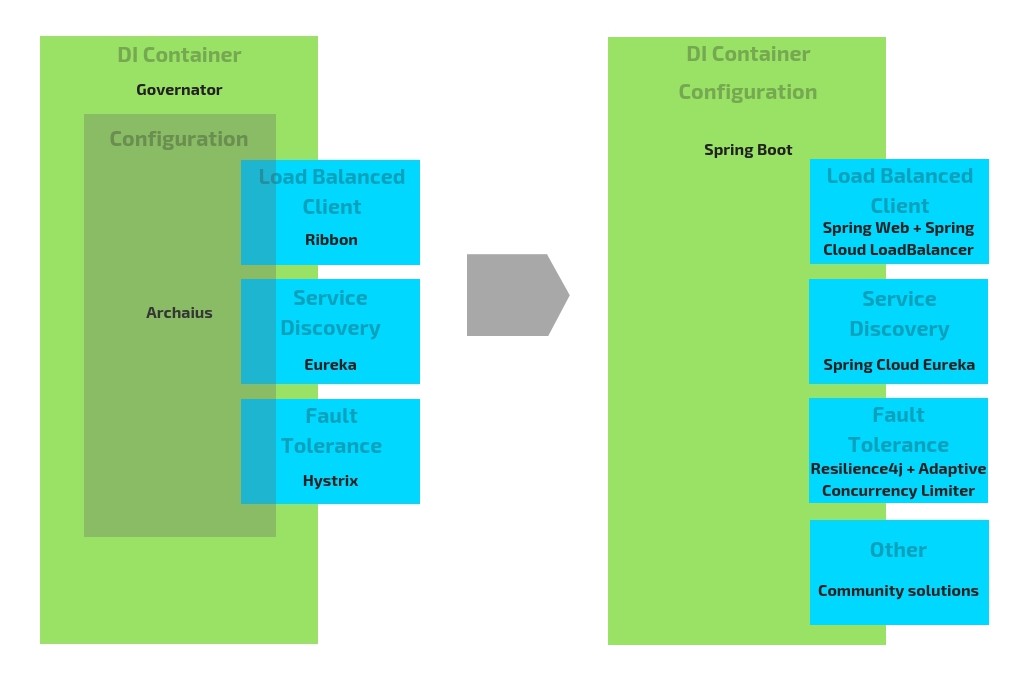 DI Container
Governator
Configuration
Load Balanced
Client
Ribbon
Service
Discovery
Eureka
Archaius
Fault
Tolerance
Hystrix
DI Container
Configuration
Spring Boot
Load Balanced
Client
Spring Web + Spring
Cloud LoadBalancer
Service
Discovery
Spring Cloud Eureka
Fault
Tolerance
Resilience4j + Adaptive
Concurrency Limiter
Other
Community solutions